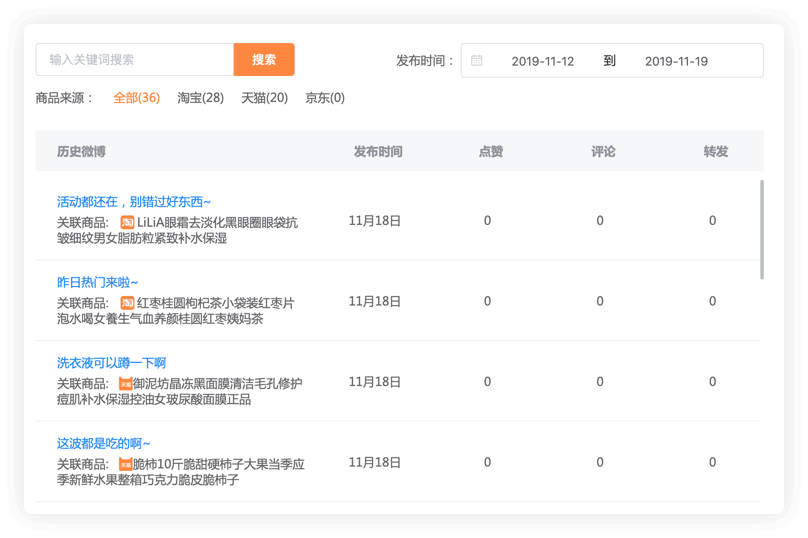 输入关键词搜索 搜索 发布时间： 2019-11-12 到 2019-11-19
商品来源： 全部(36) 淘宝(28) 天猫(20) 京东(0)
历史微博 发布时间 点赞 评论 转发
活动都还在，别错过好东西~
关联商品: 淘 LiLiA眼霜去淡化黑眼圈眼袋抗
皱细纹男女脂肪粒紧致补水保湿
11月18日 0 0 0
昨日热门来啦~
关联商品: 淘 红枣桂圆枸杞茶小袋装红枣片
泡水喝女養生气血养颜桂圆红枣姨妈茶
11月18日 0 0 0
洗衣液可以蹲一下啊
关联商品: 天猫 御泥坊晶冻黑面膜清洁毛孔修护
痘肌补水保湿控油女玻尿酸面膜正品
11月18日 0 0 0
这波都是吃的啊~
关联商品: 天猫 脆柿10斤脆甜硬柿子大果当季应
季新鲜水果整箱巧克力脆皮脆柿子
11月18日 0 0 0